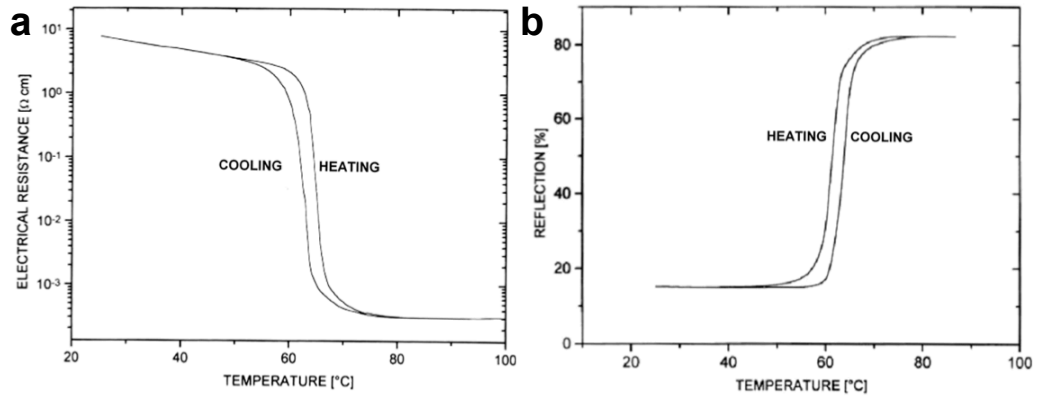 a
ELECTRICAL RESISTANCE [Ω cm]
10¹
10⁰
10⁻¹
10⁻²
10⁻³
COOLING HEATING
20 40 60 80 100
TEMPERATURE [°C]
b
REFLECTION [%]
80
60
40
20
0
HEATING COOLING
20 40 60 80 100
TEMPERATURE [°C]